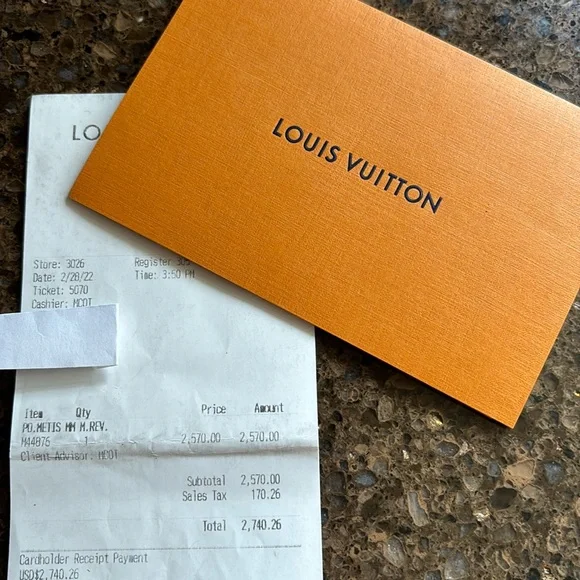 LOUIS VUITTON
LO
Store: 3026 Register
Date: 2/28/22 Time: 3:50 PM
Ticket: 5070
Cashier: MCOT
Item Qty Price Amount
PO.METIS MM M.REV.
M44876 1 2,570.00 2,570.00
Client Advisor: MCOT
Subtotal 2,570.00
Sales Tax 170.26
Total 2,740.26
Cardholder Receipt Payment
USD$2,740.26